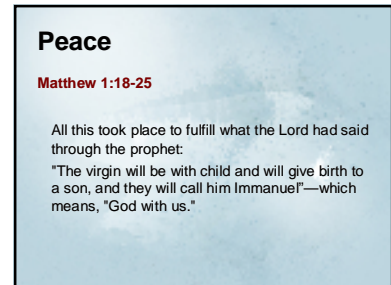 Peace
Matthew 1:18-25
All this took place to fulfill what the Lord had said
through the prophet:
"The virgin will be with child and will give birth to
a son, and they will call him Immanuel”—which
means, "God with us."